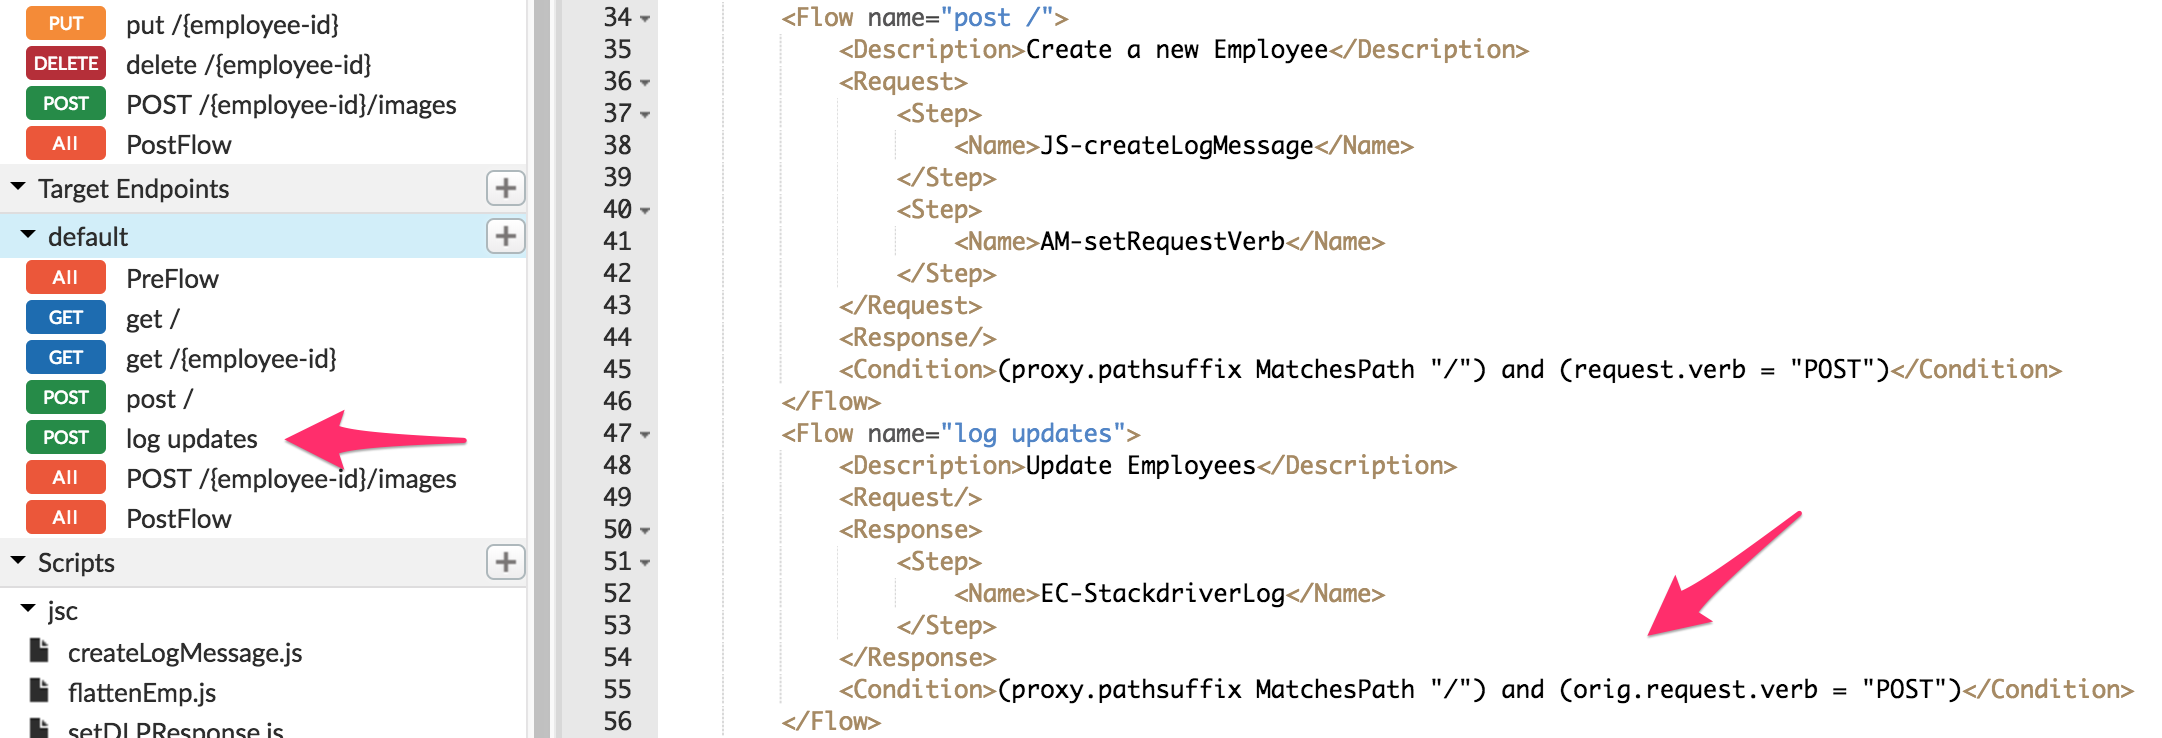 PUT put /{employee-id}
DELETE delete /{employee-id}
POST POST /{employee-id}/images
All PostFlow
Target Endpoints
default
All PreFlow
GET get /
GET get /{employee-id}
POST post /
POST log updates
All POST /{employee-id}/images
All PostFlow
Scripts
jsc
createLogMessage.js
flattenEmp.js
setDLPResponse.js
34 <Flow name="post /">
35 <Description>Create a new Employee</Description>
36 <Request>
37 <Step>
38 <Name>JS-createLogMessage</Name>
39 </Step>
40 <Step>
41 <Name>AM-setRequestVerb</Name>
42 </Step>
43 </Request>
44 <Response/>
45 <Condition>(proxy.pathsuffix MatchesPath "/") and (request.verb = "POST")</Condition>
46 </Flow>
47 <Flow name="log updates">
48 <Description>Update Employees</Description>
49 <Request/>
50 <Response>
51 <Step>
52 <Name>EC-StackdriverLog</Name>
53 </Step>
54 </Response>
55 <Condition>(proxy.pathsuffix MatchesPath "/") and (orig.request.verb = "POST")</Condition>
56 </Flow>